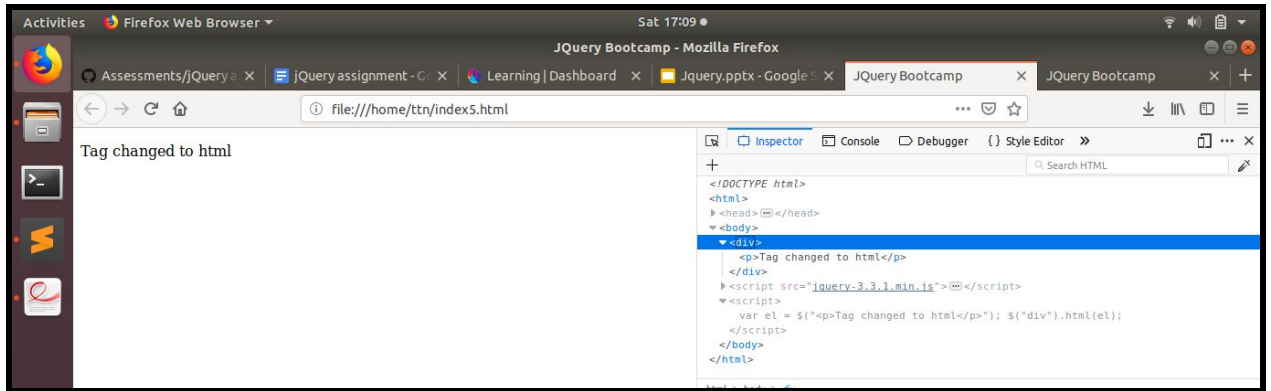 Activities Firefox Web Browser Sat 17:09
JQuery Bootcamp - Mozilla Firefox
Assessments/jQuery a jQuery assignment - Go Learning | Dashboard Jquery.pptx - Google S JQuery Bootcamp JQuery Bootcamp
file:///home/ttn/index5.html
Tag changed to html
Inspector Console Debugger {} Style Editor »
+ Search HTML
<!DOCTYPE html>
<html>
<head></head>
<body>
<div>
<p>Tag changed to html</p>
</div>
<script src="jquery-3.3.1.min.js"></script>
<script>
var el = $("<p>Tag changed to html</p>"); $("div").html(el);
</script>
</body>
</html>